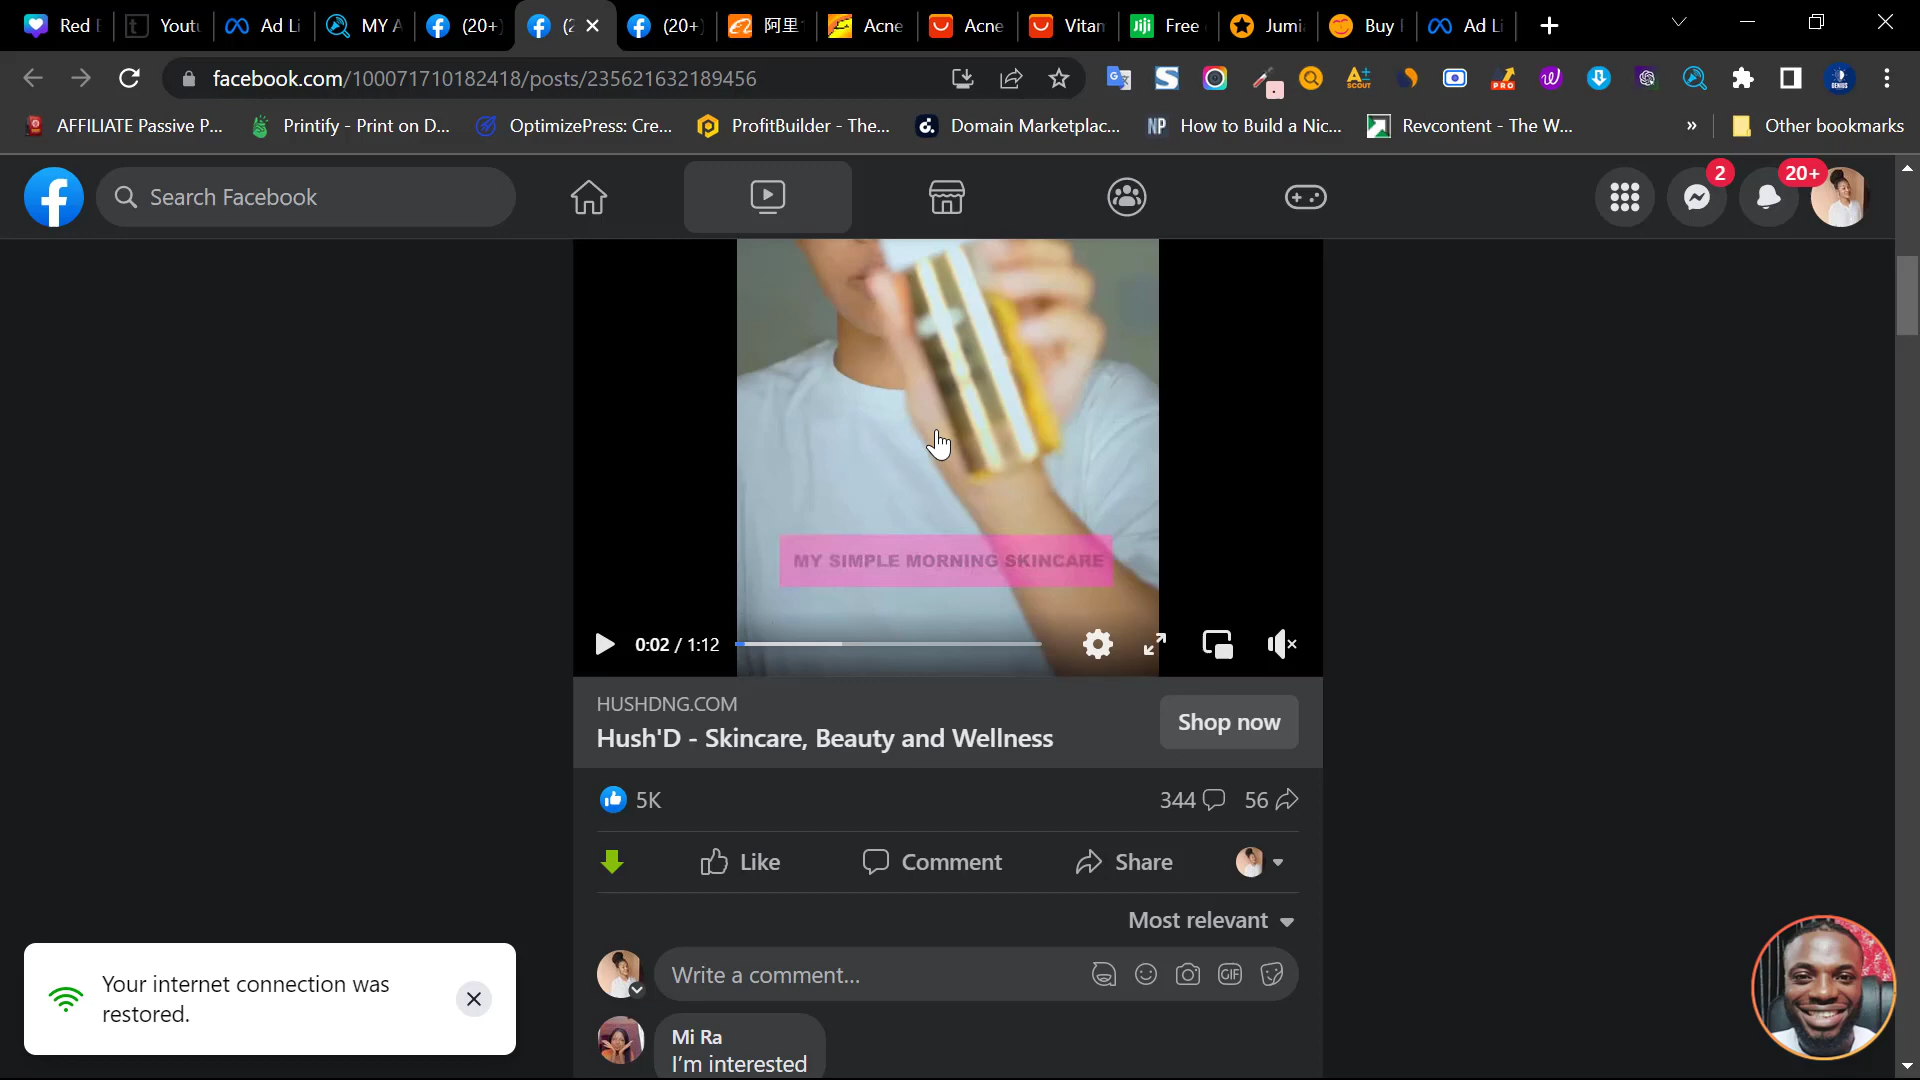 Red
Yout
Ad Li
MY A
(20+)
(2
(20+)
阿里
Acne
Acne
Vitan
Free
Jumi
Buy
Ad Li
facebook.com/100071710182418/posts/235621632189456
AFFILIATE Passive P...
Printify - Print on D...
OptimizePress: Cre...
ProfitBuilder - The...
Domain Marketplac...
NP
How to Build a Nic...
Revcontent - The W...
»
Other bookmarks
Search Facebook
2
20+
MY SIMPLE MORNING SKINCARE
0:02 / 1:12
HUSHDNG.COM
Hush'D - Skincare, Beauty and Wellness
Shop now
5K
344
56
Like
Comment
Share
Most relevant
Write a comment...
GIF
Mi Ra
I'm interested
Your internet connection was
restored.